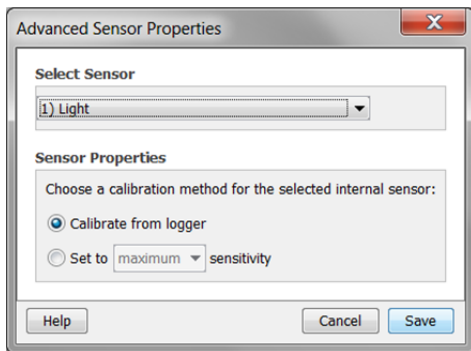 Advanced Sensor Properties
Select Sensor
1) Light
Sensor Properties
Choose a calibration method for the selected internal sensor:
Calibrate from logger
Set to maximum sensitivity
Help Cancel Save